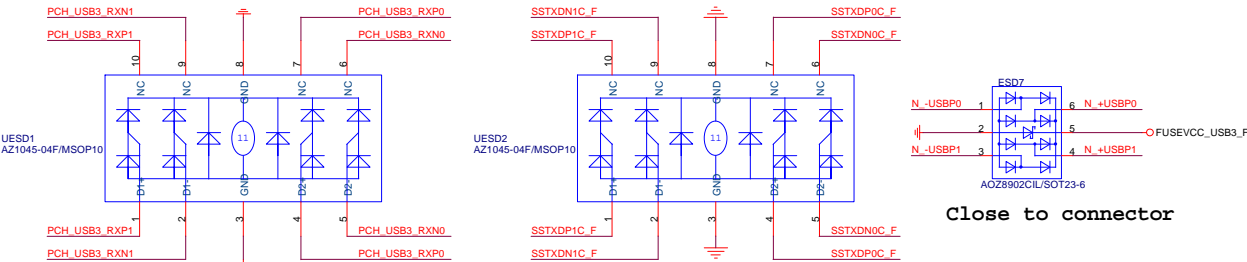 PCH_USB3_RXN1
PCH_USB3_RXP0
SSTXDN1C_F
SSTXDP0C_F
PCH_USB3_RXP1
PCH_USB3_RXN0
SSTXDP1C_F
SSTXDN0C_F
10
9
8
7
6
10
9
8
7
6
NC
NC
GND
NC
NC
NC
NC
GND
NC
NC
ESD7
N_-USBP0
1
6
N_+USBP0
2
5
FUSEVCC_USB3_F
N_-USBP1
3
4
N_+USBP1
AOZ8902CIL/SOT23-6
Close to connector
UESD1
AZ1045-04F/MSOP10
11
UESD2
AZ1045-04F/MSOP10
11
D1+
D1-
GND
D2+
D2-
D1+
D1-
GND
D2+
D2-
1
2
3
4
5
1
2
3
4
5
PCH_USB3_RXP1
PCH_USB3_RXN0
SSTXDP1C_F
SSTXDN0C_F
PCH_USB3_RXN1
PCH_USB3_RXP0
SSTXDN1C_F
SSTXDP0C_F